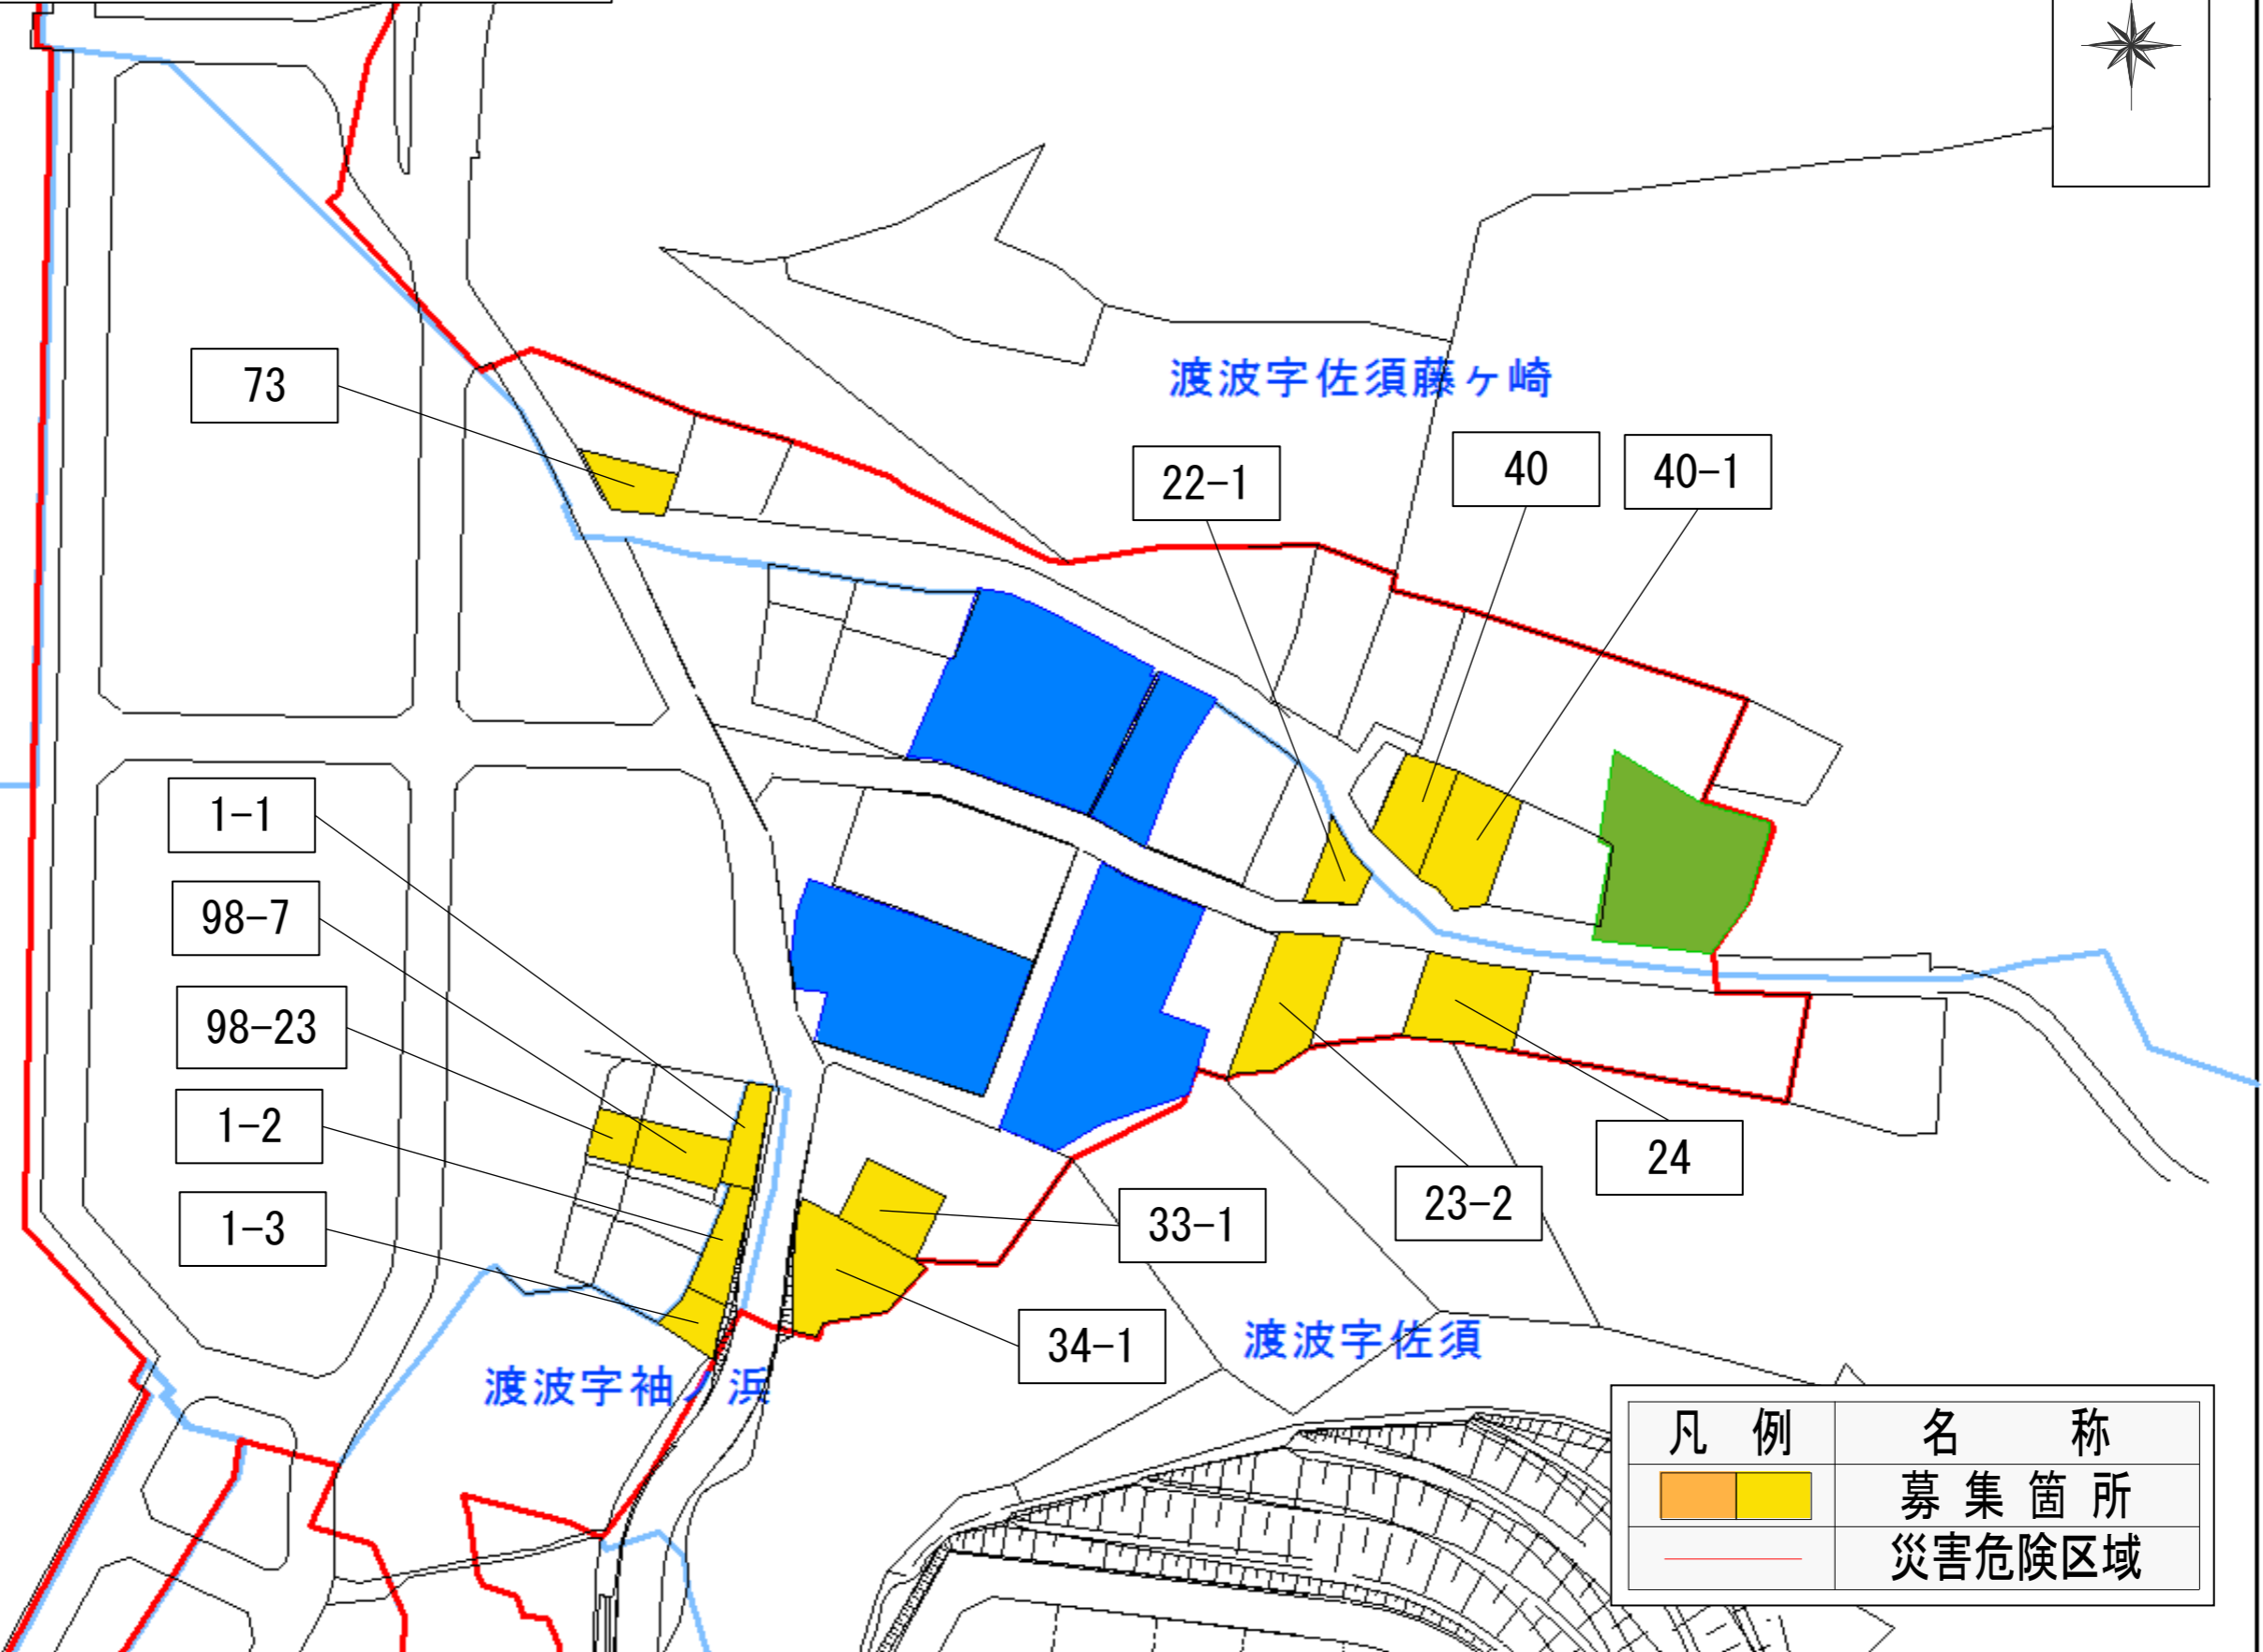 渡波字佐須藤ヶ崎
73
22-1
40
40-1
1-1
98-7
98-23
1-2
1-3
33-1
34-1
23-2
24
渡波字佐須
渡波字袖ノ浜
凡 例 名 称
募 集 箇 所
災害危険区域